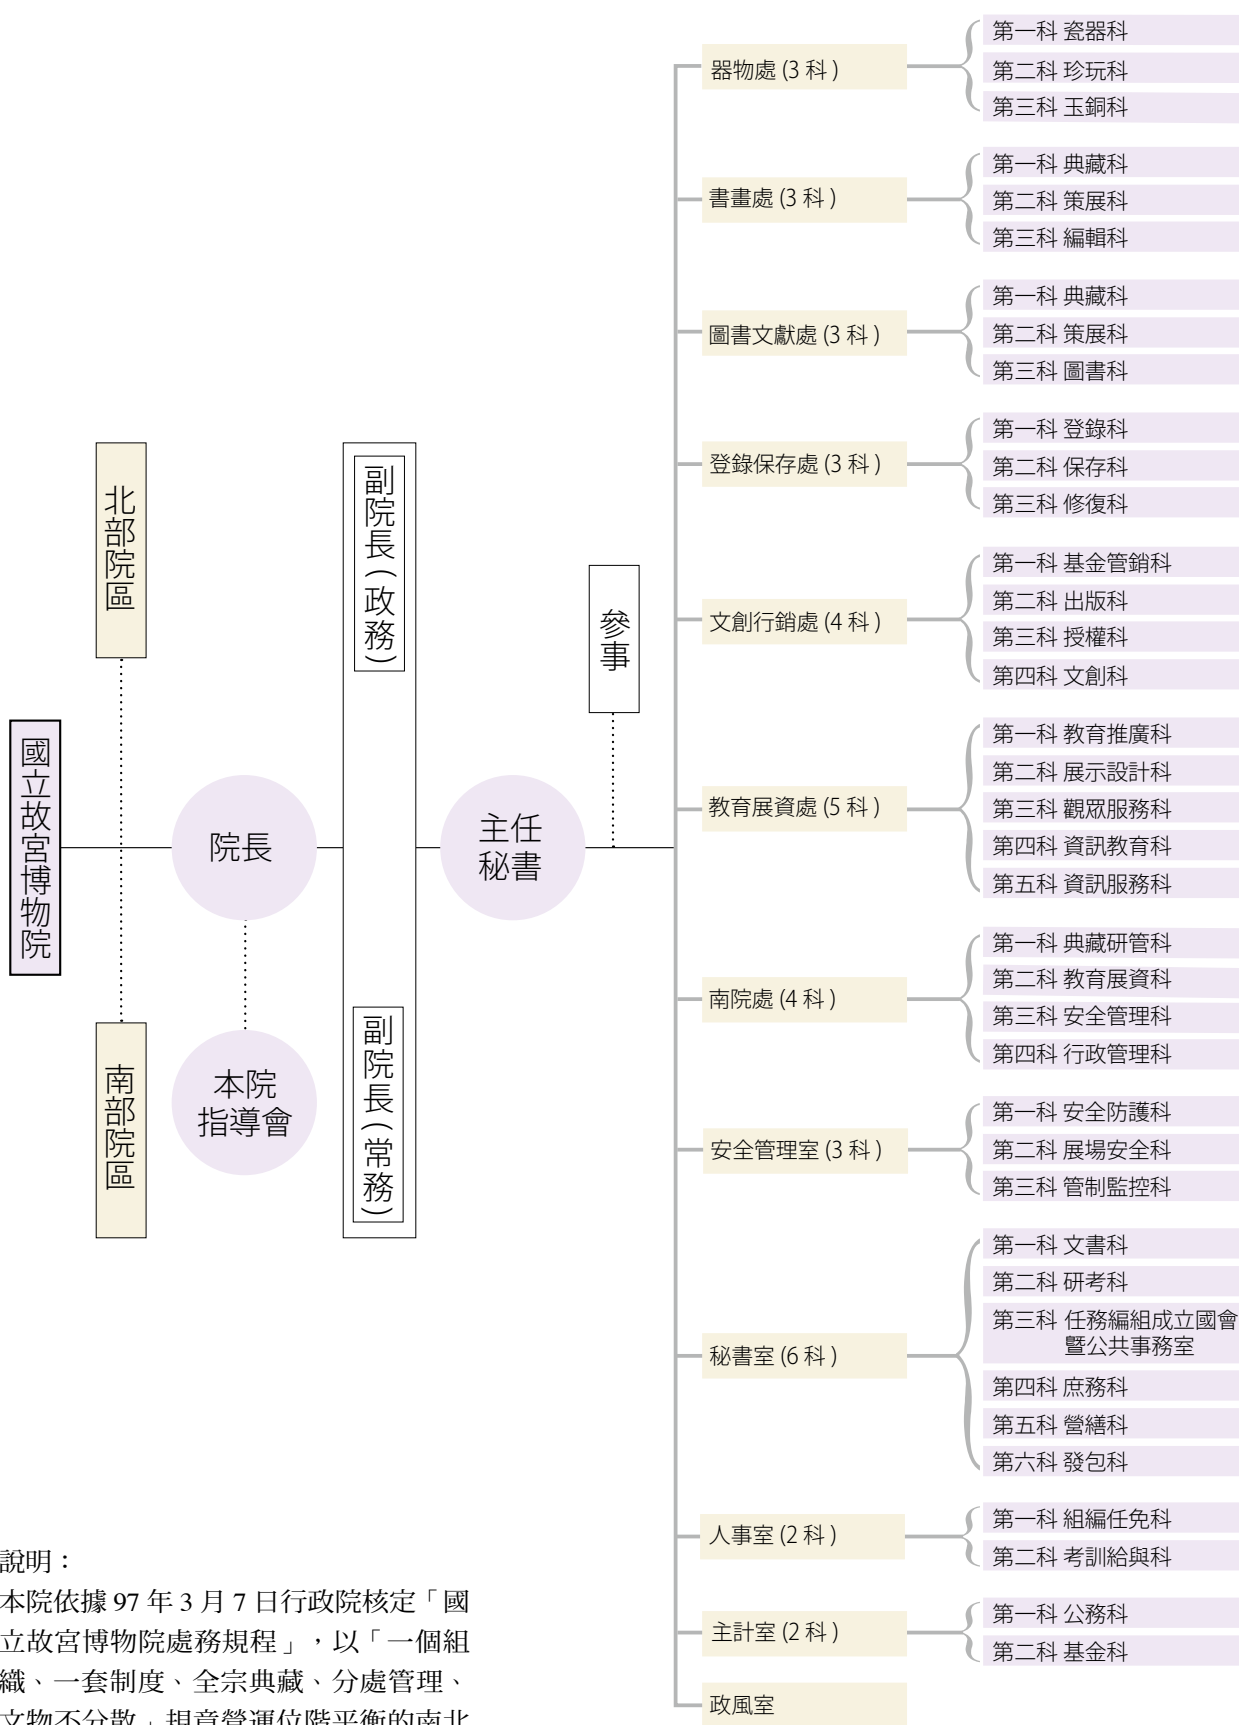 國立故宮博物院
北部院區
南部院區
院長
本院
指導會
副院長(政務)
副院長(常務)
主任
秘書
參事
器物處 (3 科 )
第一科 瓷器科
第二科 珍玩科
第三科 玉銅科
書畫處 (3 科 )
第一科 典藏科
第二科 策展科
第三科 編輯科
圖書文獻處 (3 科 )
第一科 典藏科
第二科 策展科
第三科 圖書科
登錄保存處 (3 科 )
第一科 登錄科
第二科 保存科
第三科 修復科
文創行銷處 (4 科 )
第一科 基金管銷科
第二科 出版科
第三科 授權科
第四科 文創科
教育展資處 (5 科 )
第一科 教育推廣科
第二科 展示設計科
第三科 觀眾服務科
第四科 資訊教育科
第五科 資訊服務科
南院處 (4 科 )
第一科 典藏研管科
第二科 教育展資科
第三科 安全管理科
第四科 行政管理科
安全管理室 (3 科 )
第一科 安全防護科
第二科 展場安全科
第三科 管制監控科
秘書室 (6 科 )
第一科 文書科
第二科 研考科
第三科 任務編組成立國會
暨公共事務室
第四科 庶務科
第五科 營繕科
第六科 發包科
人事室 (2 科 )
第一科 組編任免科
第二科 考訓給與科
主計室 (2 科 )
第一科 公務科
第二科 基金科
政風室
說明：
本院依據 97 年 3 月 7 日行政院核定「國
立故宮博物院處務規程」，以「一個組
織、一套制度、全宗典藏、分處管理、
文物不分散」規章營運位階平衡的南北